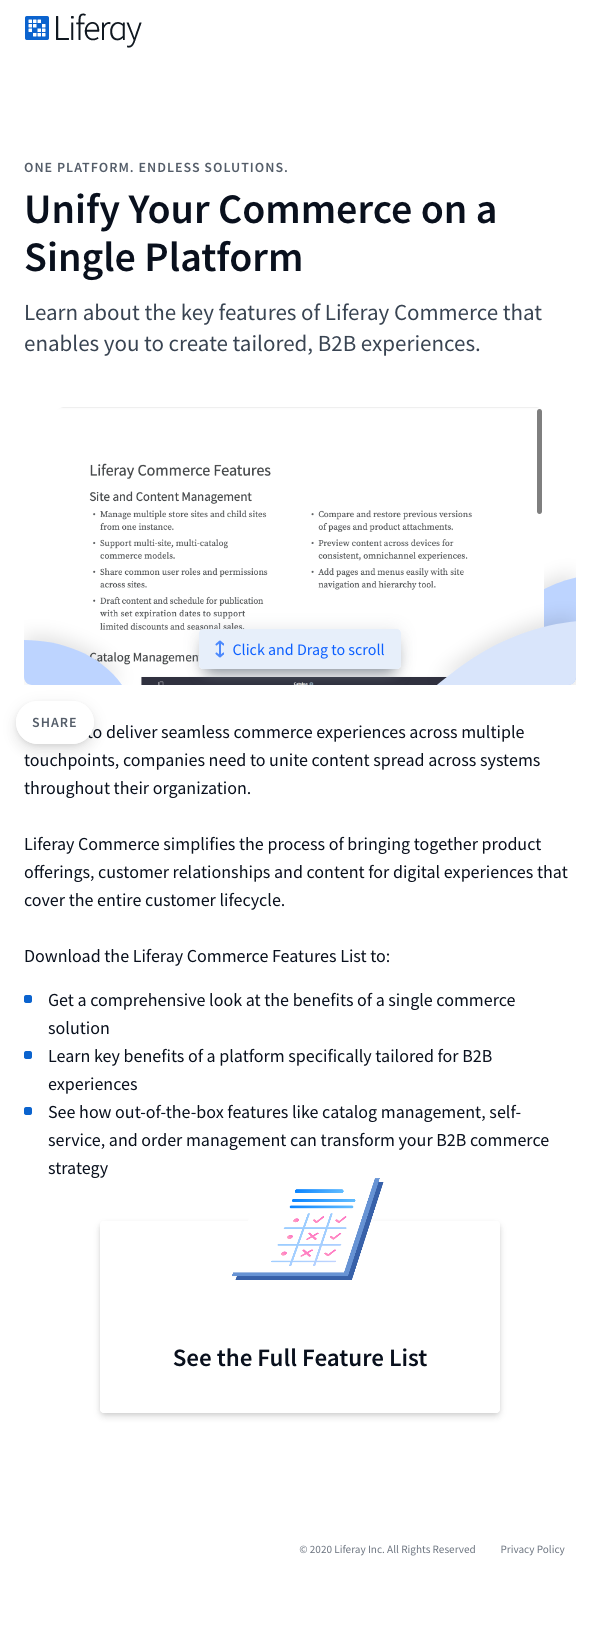 Liferay
ONE PLATFORM. ENDLESS SOLUTIONS.
Unify Your Commerce on a
Single Platform
Learn about the key features of Liferay Commerce that
enables you to create tailored, B2B experiences.
Liferay Commerce Features
Site and Content Management
• Manage multiple store sites and child sites
from one instance.
• Support multi-site, multi-catalog
commerce models.
• Share common user roles and permissions
across sites.
• Draft content and schedule for publication
with set expiration dates to support
limited discounts and seasonal sales.
• Compare and restore previous versions
of pages and product attachments.
• Preview content across devices for
consistent, omnichannel experiences.
• Add pages and menus easily with site
navigation and hierarchy tool.
Catalog Managemen
Click and Drag to scroll
SHARE
to deliver seamless commerce experiences across multiple
touchpoints, companies need to unite content spread across systems
throughout their organization.
Liferay Commerce simplifies the process of bringing together product
offerings, customer relationships and content for digital experiences that
cover the entire customer lifecycle.
Download the Liferay Commerce Features List to:
Get a comprehensive look at the benefits of a single commerce
solution
Learn key benefits of a platform specifically tailored for B2B
experiences
See how out-of-the-box features like catalog management, self-
service, and order management can transform your B2B commerce
strategy
See the Full Feature List
© 2020 Liferay Inc. All Rights Reserved Privacy Policy